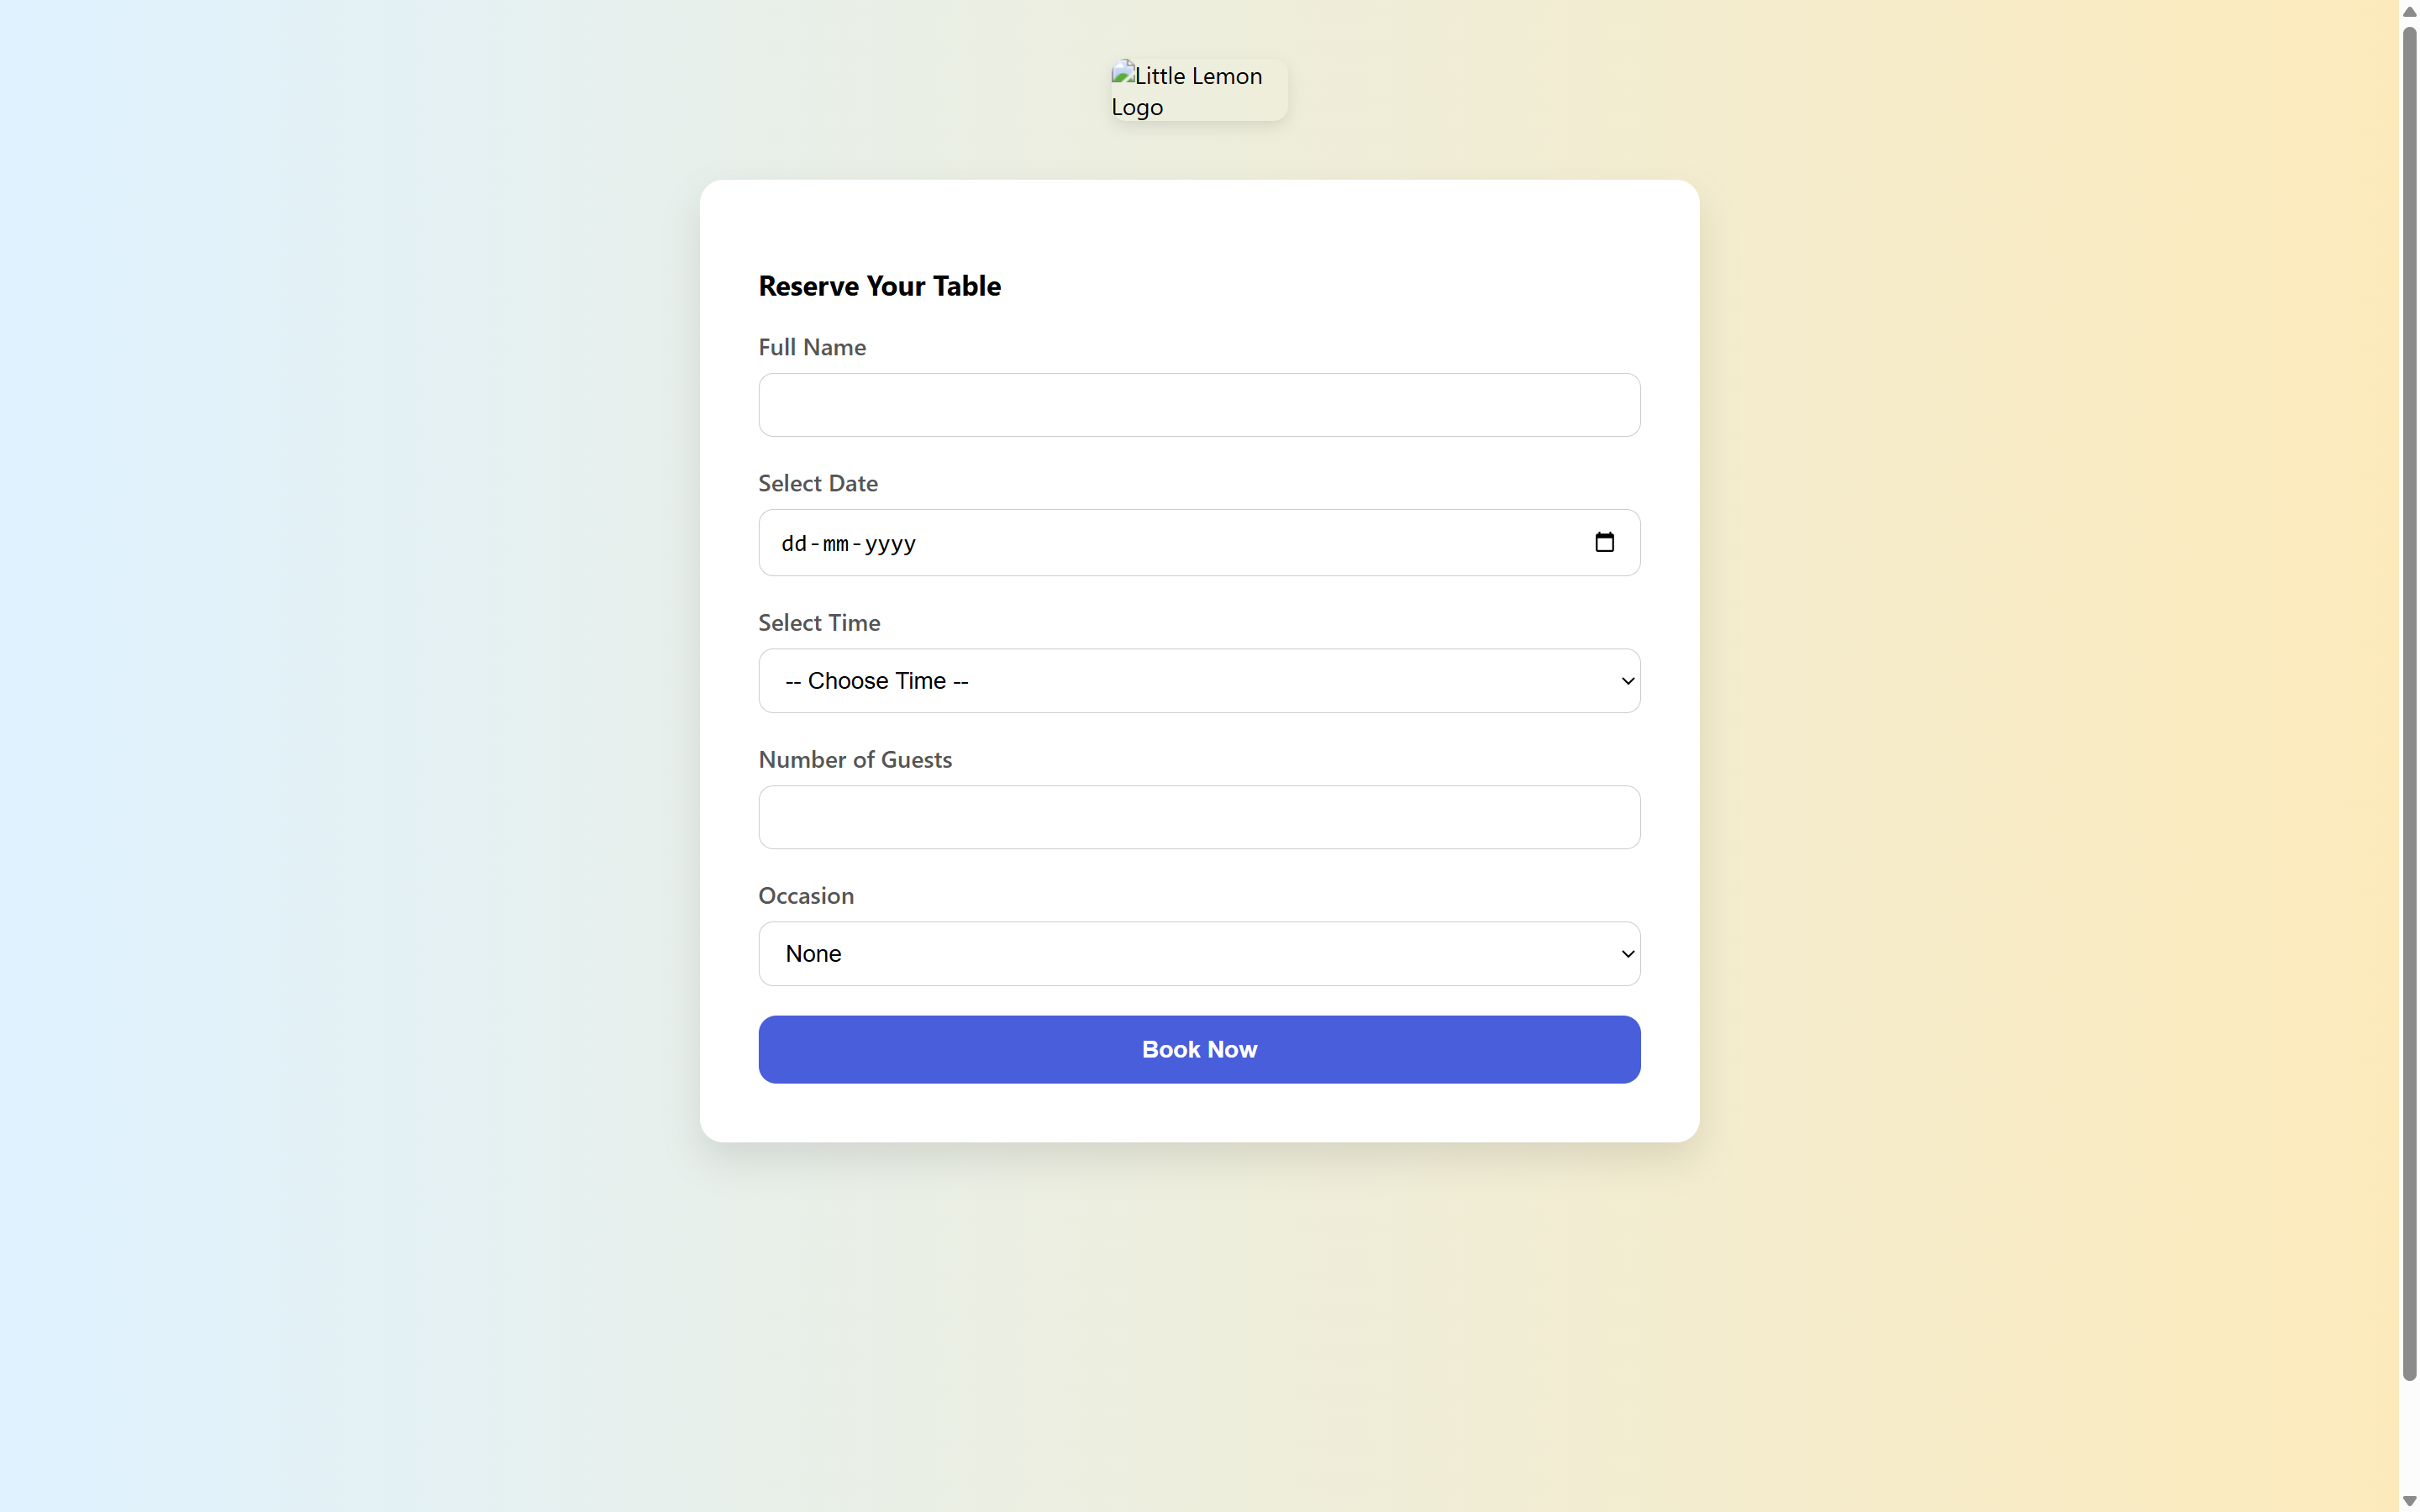 Little Lemon
Logo
Reserve Your Table
Full Name
Select Date
dd-mm-yyyy
Select Time
-- Choose Time --
Number of Guests
Occasion
None
Book Now